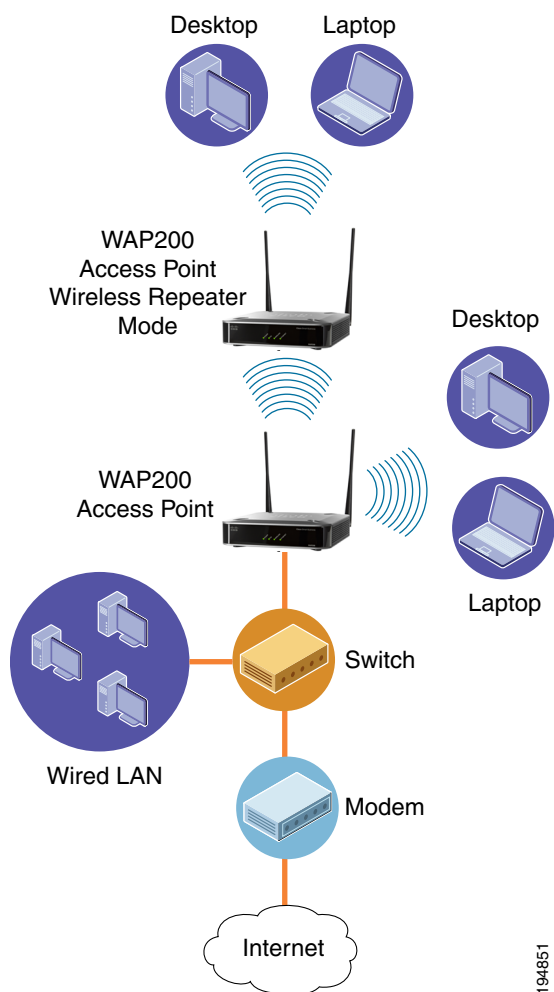 Desktop
Laptop
WAP200
Access Point
Wireless Repeater
Mode
Desktop
WAP200
Access Point
Laptop
Switch
Wired LAN
Modem
Internet
194851